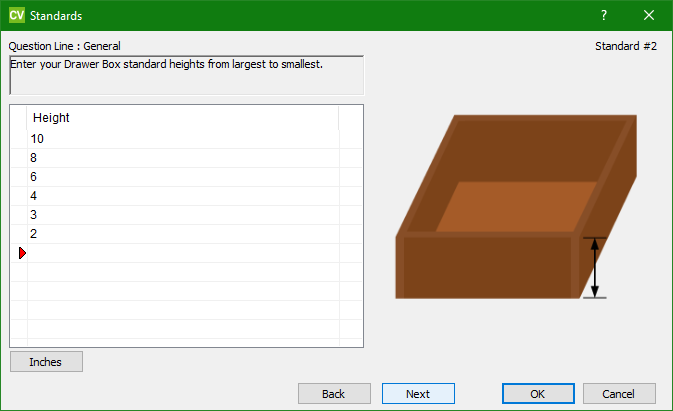 CV Standards ?
Question Line : General
Standard #2
Enter your Drawer Box standard heights from largest to smallest.
Height
10
8
6
4
3
2
Inches
Back
Next
OK
Cancel